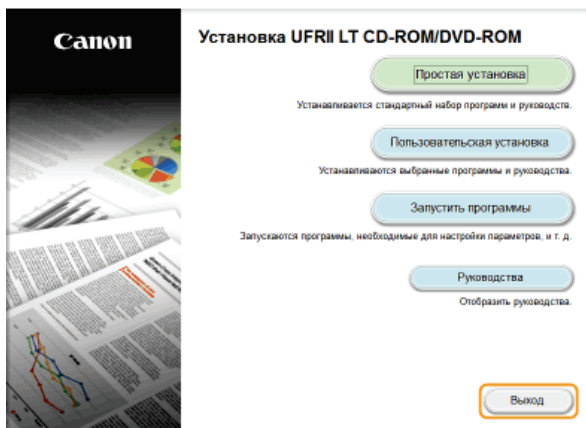 Canon
Установка UFRII LT CD-ROM/DVD-ROM
Простая установка
Устанавливается стандартный набор программ и руководств.
Пользовательская установка
Устанавливаются выбранные программы и руководства.
Запустить программы
Запускаются программы, необходимые для настройки параметров, и т. д.
Руководства
Отобразить руководства.
Выход